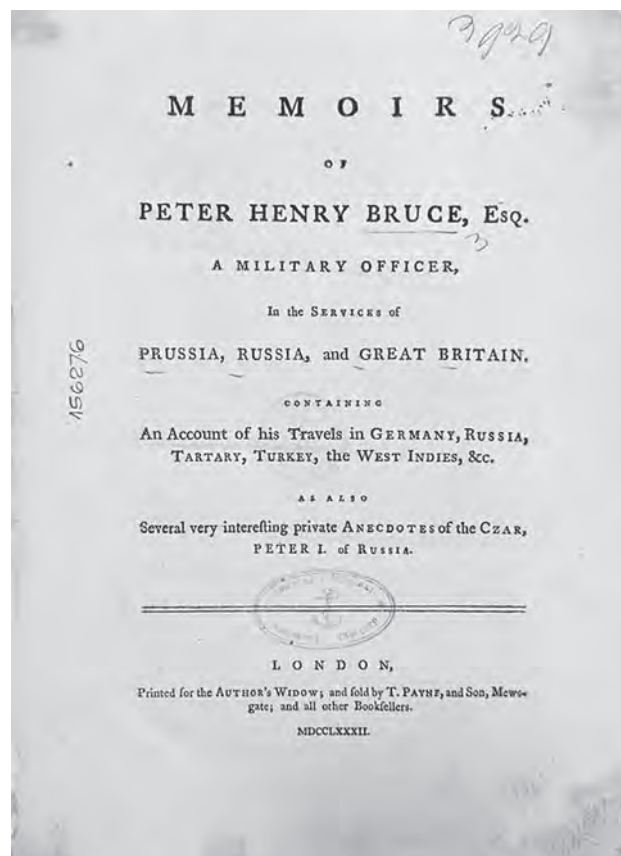 3929
M E M O I R S
OF
PETER HENRY BRUCE, ESQ.
3
A MILITARY OFFICER,
In the SERVICES of
PRUSSIA, RUSSIA, and GREAT BRITAIN.
CONTAINING
An Account of his Travels in GERMANY, RUSSIA,
TARTARY, TURKEY, the WEST INDIES, &c.
AS ALSO
Several very intereſting private ANECDOTES of the CZAR,
PETER I. of RUSSIA.
L O N D O N,
Printed for the AUTHOR'S WIDOW; and ſold by T. PAYNE, and Son, Mews-
gate; and all other Bookſellers.
MDCCLXXXII.
156276